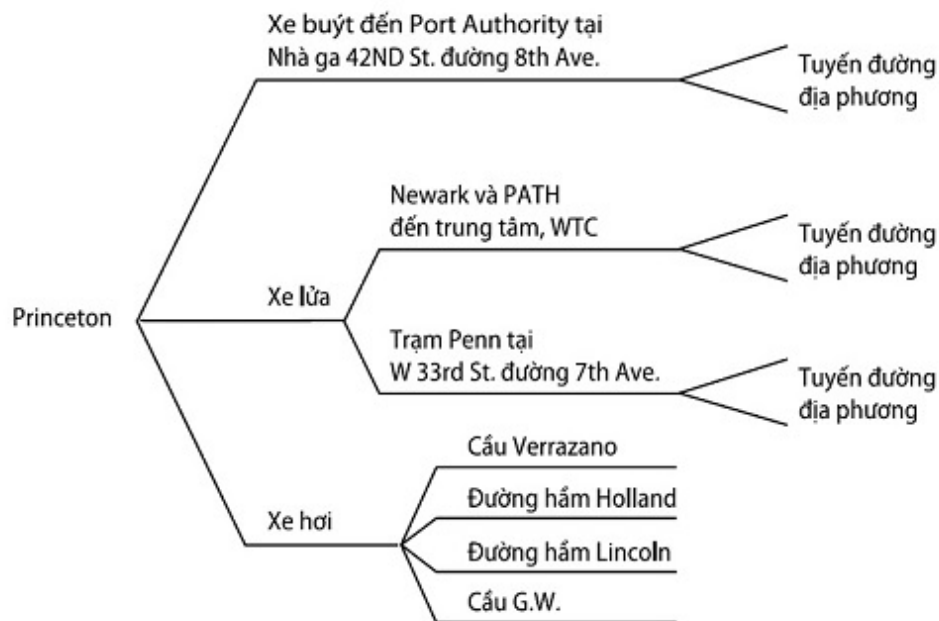 Xe buýt đến Port Authority tại
Nhà ga 42ND St. đường 8th Ave.
Tuyến đường
địa phương
Newark và PATH
đến trung tâm, WTC
Tuyến đường
địa phương
Xe lửa
Princeton
Trạm Penn tại
W 33rd St. đường 7th Ave.
Tuyến đường
địa phương
Cầu Verrazano
Đường hầm Holland
Xe hơi
Đường hầm Lincoln
Cầu G.W.